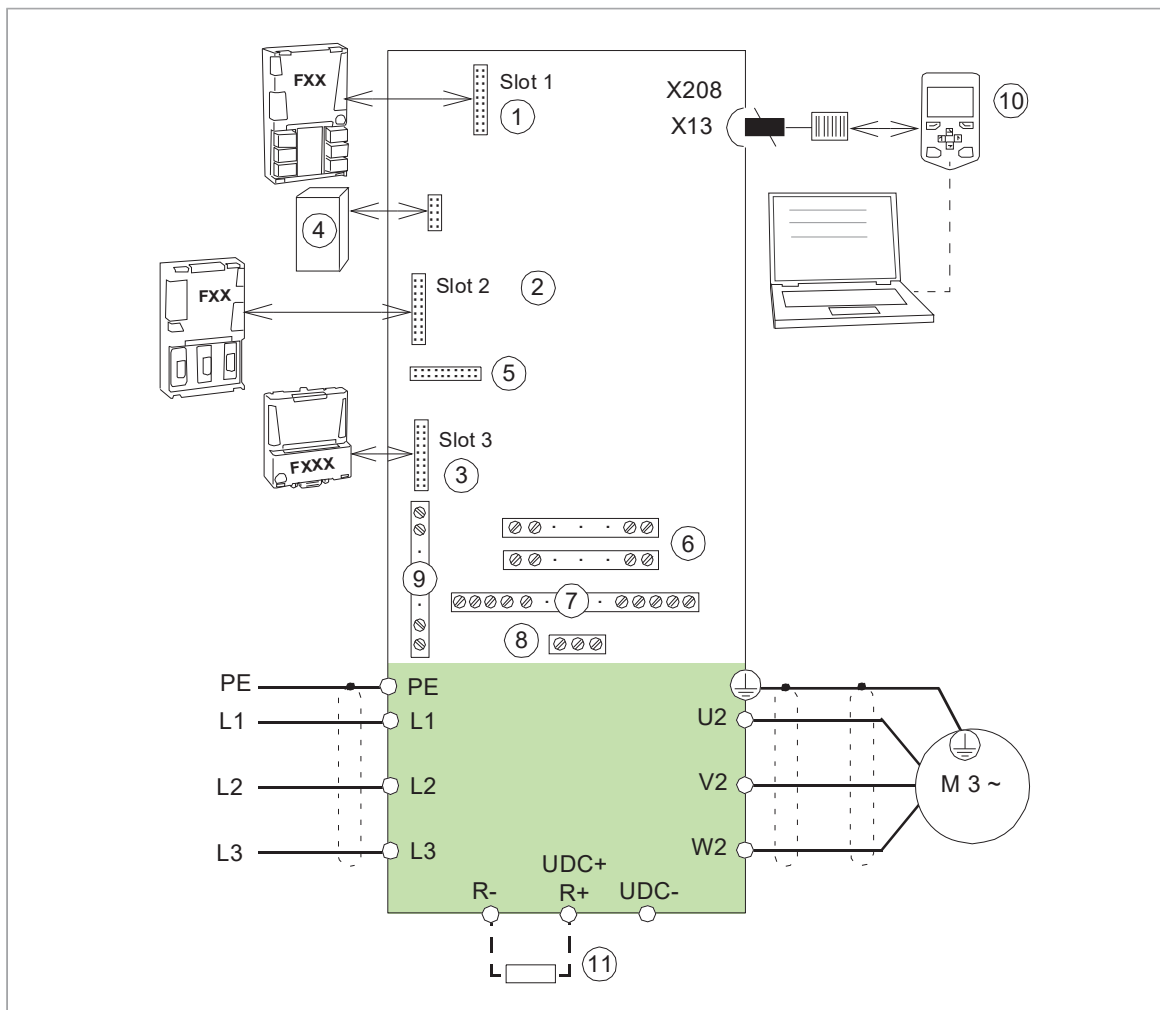 FXX
Slot 1
1
X208
X13
10
4
FXX
Slot 2
2
5
FXXX
Slot 3
3
6
9
7
8
PE
PE
L1
L1
U2
L2
L2
V2
M 3 ~
L3
L3
W2
UDC+
R-
R+
UDC-
11